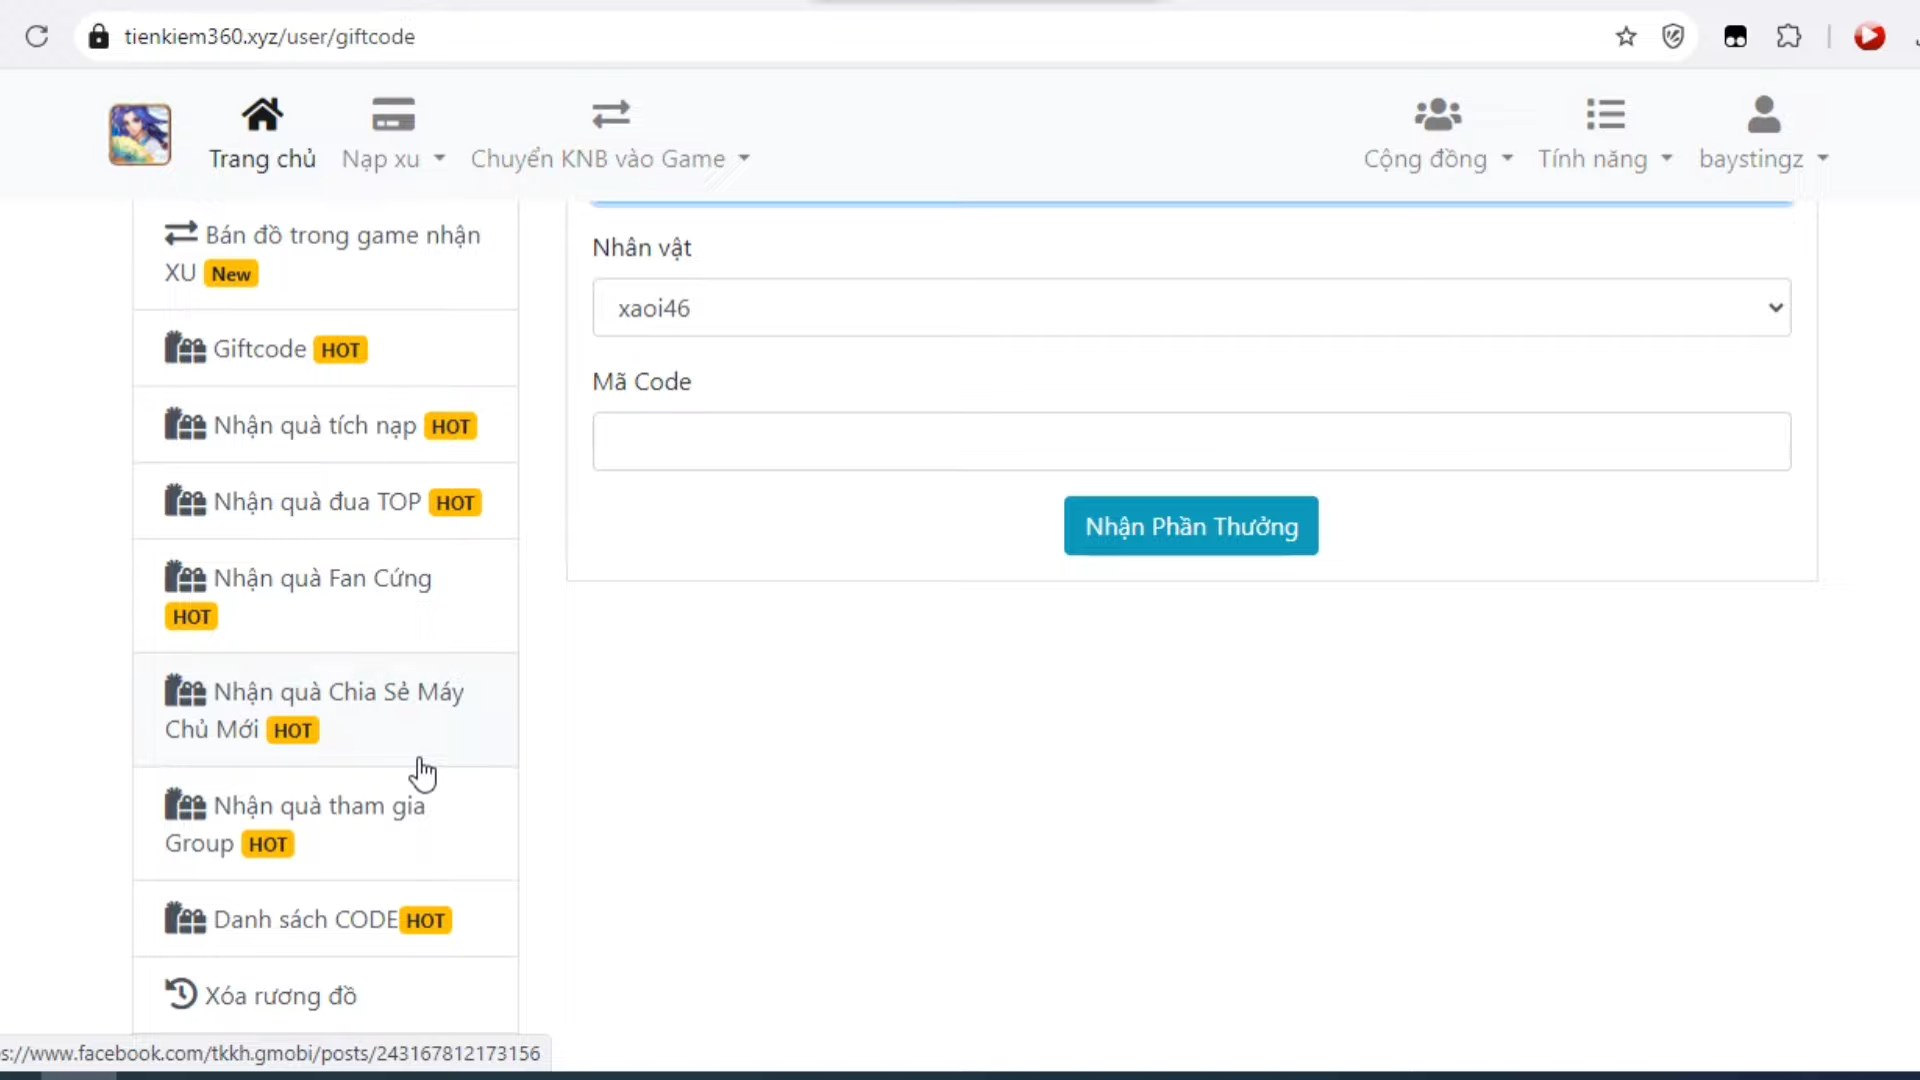 tienkiem360.xyz/user/giftcode
Trang chủ
Nạp xu
Chuyển KNB vào Game
Cộng đồng
Tính năng
baystingz
Bán đồ trong game nhận
XU New
Giftcode HOT
Nhận quà tích nạp HOT
Nhận quà đua TOP HOT
Nhận quà Fan Cứng
HOT
Nhận quà Chia Sẻ Máy
Chủ Mới HOT
Nhận quà tham gia
Group HOT
Danh sách CODE HOT
Xóa rương đồ
Nhân vật
xaoi46
Mã Code
Nhận Phần Thưởng
s://www.facebook.com/tkkh.gmobi/posts/243167812173156